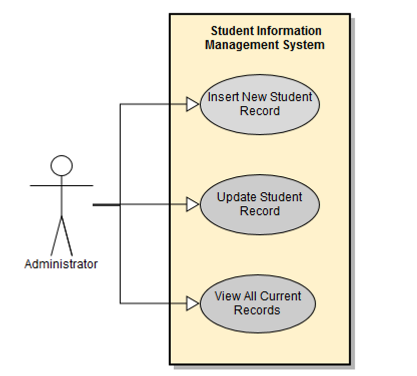 Student Information
Management System
Insert New Student
Record
Update Student
Record
Administrator
View All Current
Records